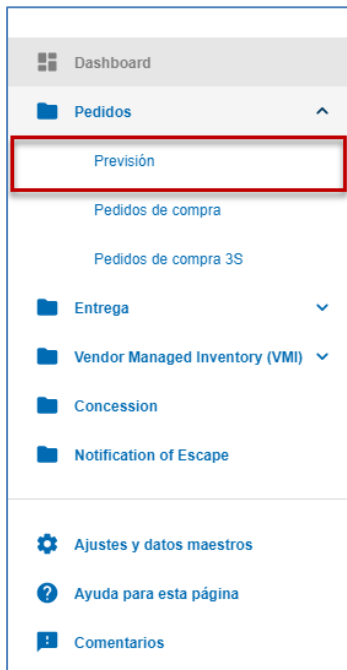 Dashboard
Pedidos
Previsión
Pedidos de compra
Pedidos de compra 3S
Entrega
Vendor Managed Inventory (VMI)
Concession
Notification of Escape
Ajustes y datos maestros
Ayuda para esta página
Comentarios